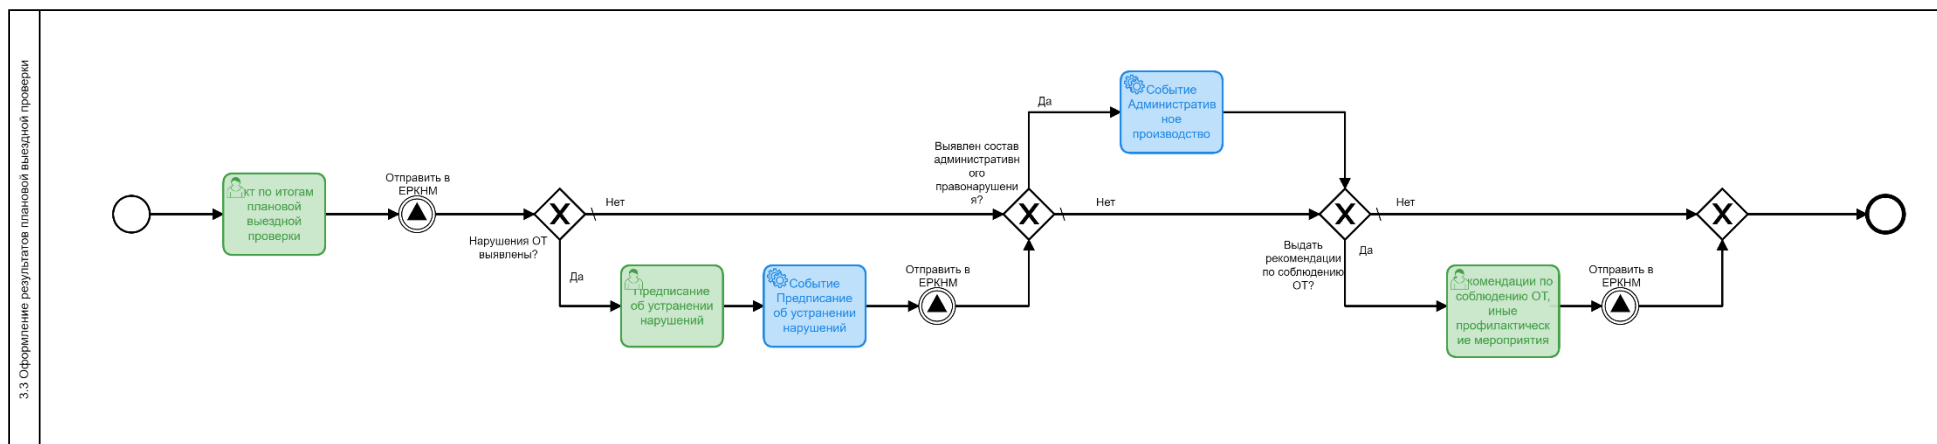 3.3 Оформление результатов плановой выездной проверки
кт по итогам
плановой
выездной
проверки
Отправить в
ЕРКНМ
Нарушения ОТ
выявлены?
Нет
Да
Предписание
об устранении
нарушений
Событие
Предписание
об устранении
нарушений
Отправить в
ЕРКНМ
Выявлен состав
административн
ого
правонарушени
я?
Да
Нет
Событие
Административ
ное
производство
Выдать
рекомендации
по соблюдению
ОТ?
Нет
Да
комендации по
соблюдению ОТ,
иные
профилактическ
ие мероприятия
Отправить в
ЕРКНМ